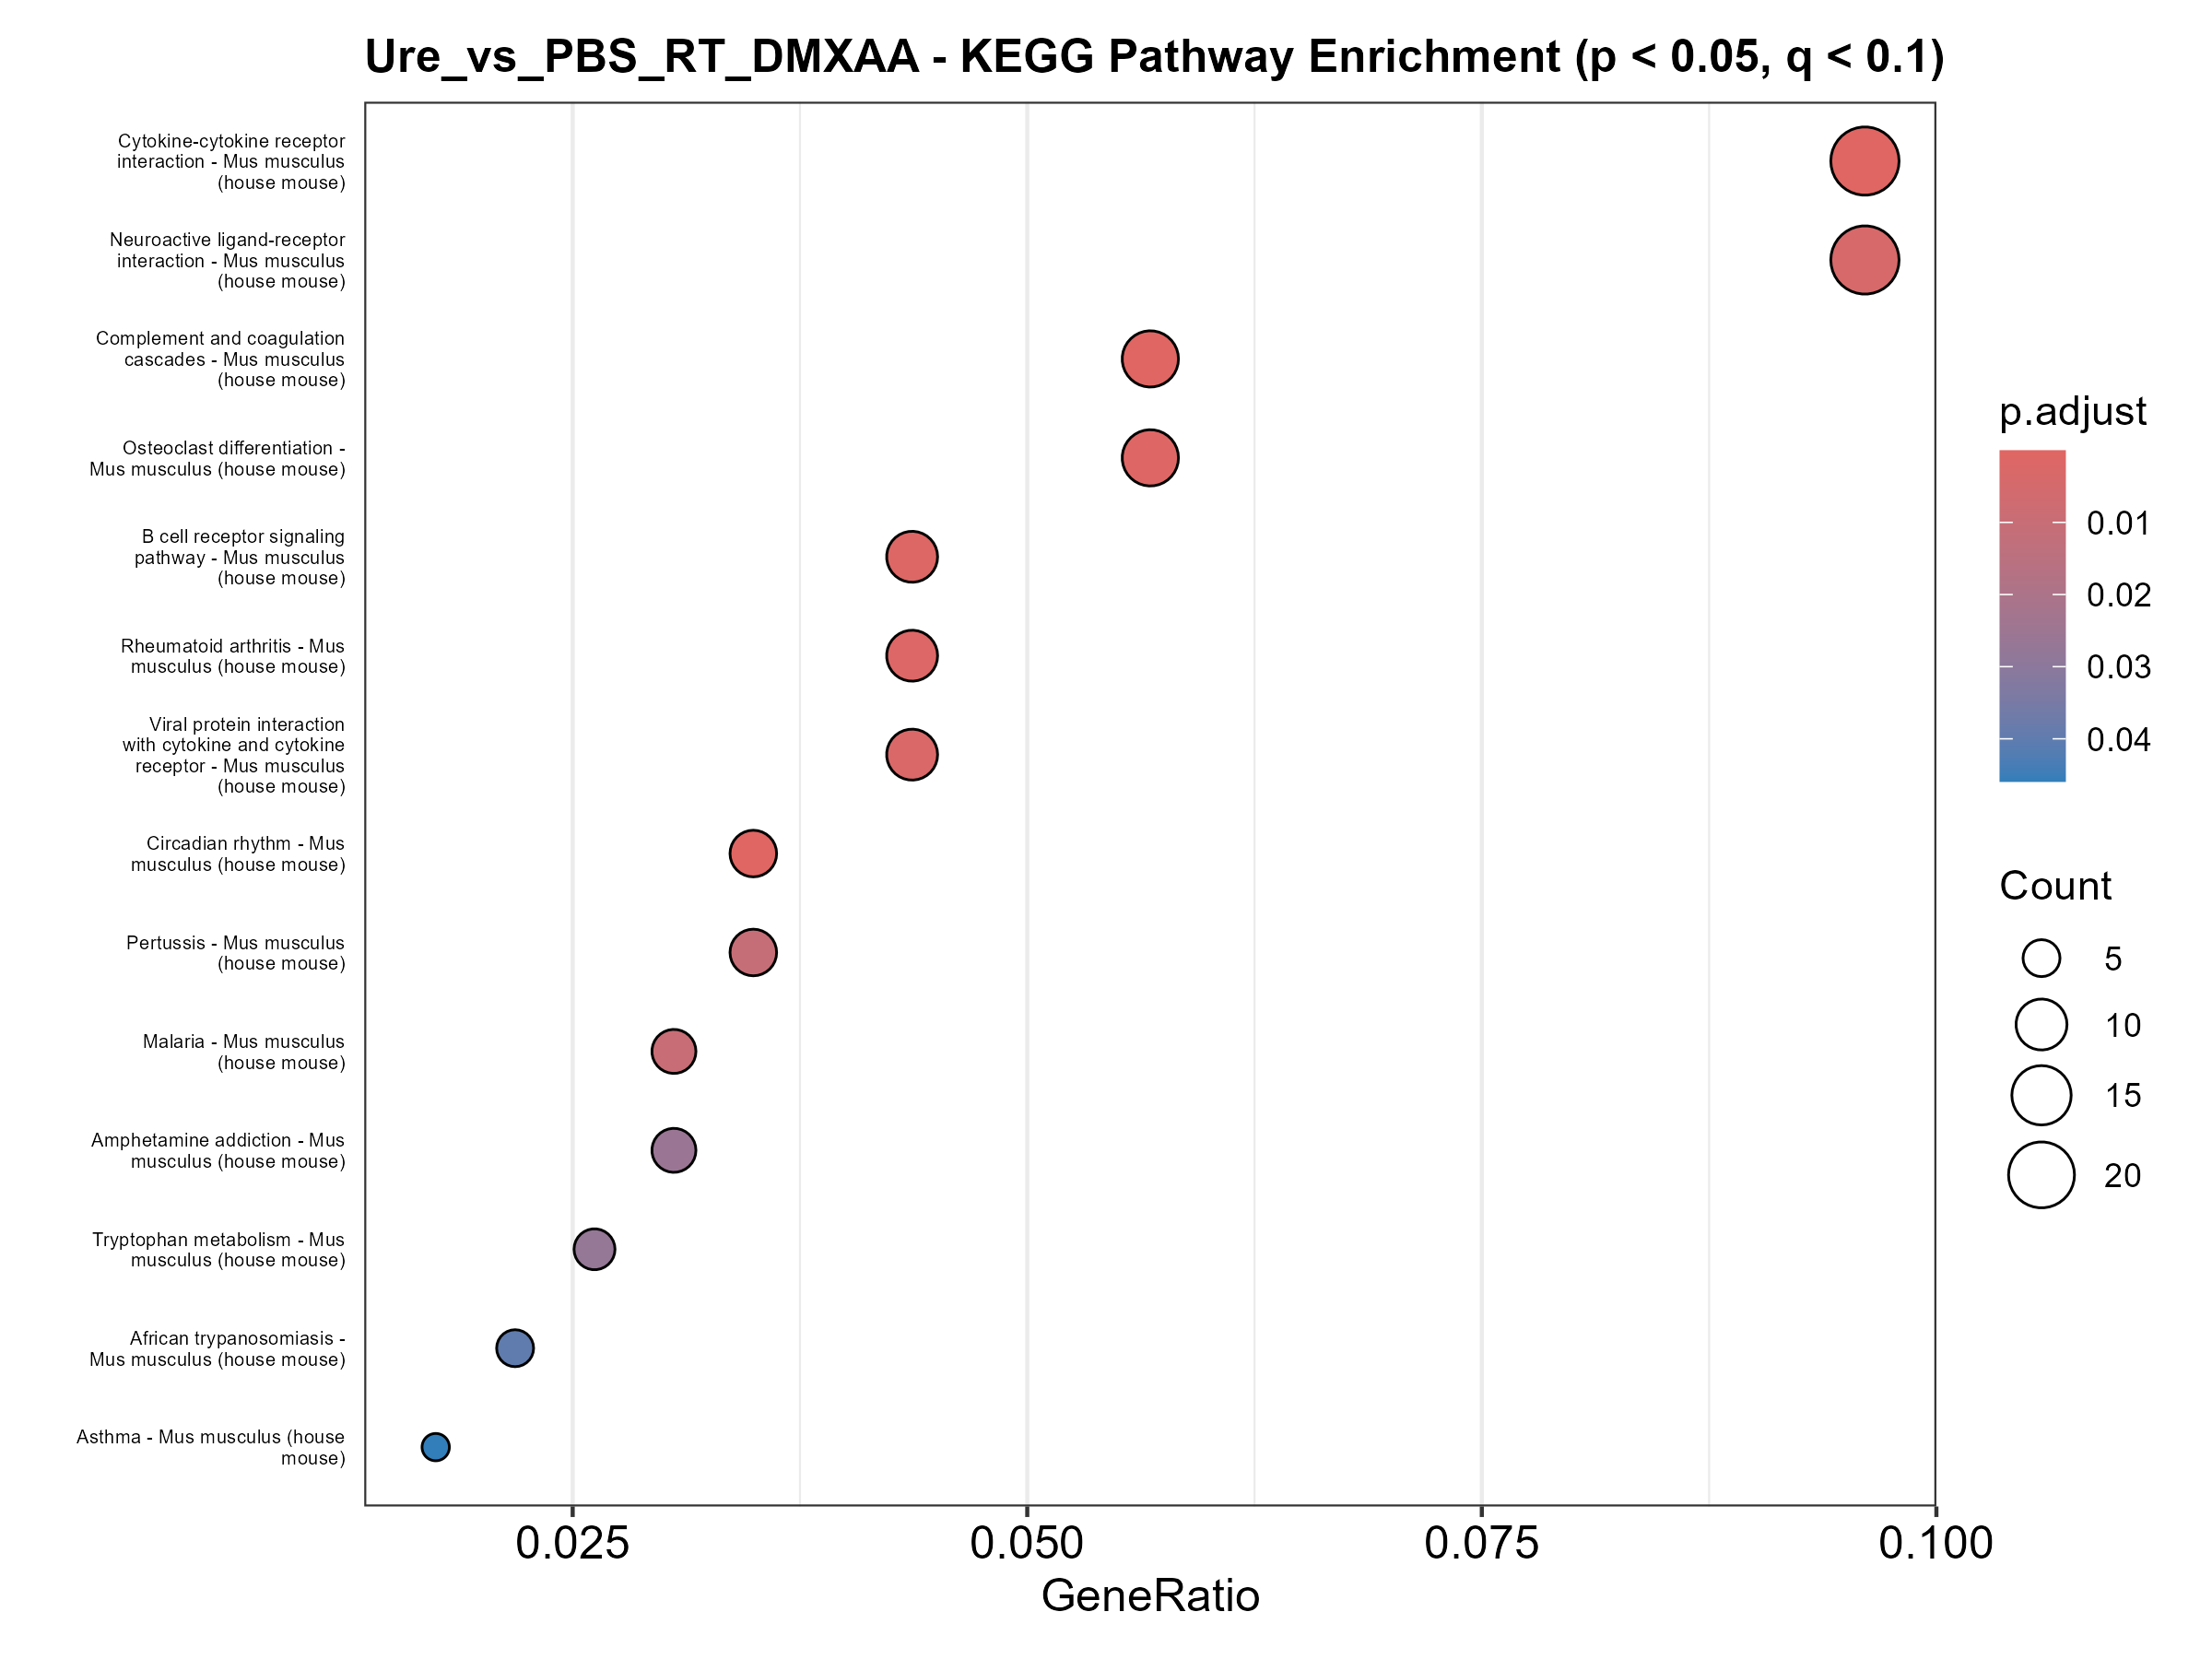 Ure_vs_PBS_RT_DMXAA - KEGG Pathway Enrichment (p < 0.05, q < 0.1)
Cytokine-cytokine receptor
interaction - Mus musculus
(house mouse)
Neuroactive ligand-receptor
interaction - Mus musculus
(house mouse)
Complement and coagulation
cascades - Mus musculus
(house mouse)
Osteoclast differentiation -
Mus musculus (house mouse)
B cell receptor signaling
pathway - Mus musculus
(house mouse)
Rheumatoid arthritis - Mus
musculus (house mouse)
Viral protein interaction
with cytokine and cytokine
receptor - Mus musculus
(house mouse)
Circadian rhythm - Mus
musculus (house mouse)
Pertussis - Mus musculus
(house mouse)
Malaria - Mus musculus
(house mouse)
Amphetamine addiction - Mus
musculus (house mouse)
Tryptophan metabolism - Mus
musculus (house mouse)
African trypanosomiasis -
Mus musculus (house mouse)
Asthma - Mus musculus (house
mouse)
0.025
0.050
0.075
0.100
GeneRatio
p.adjust
0.01
0.02
0.03
0.04
Count
5
10
15
20